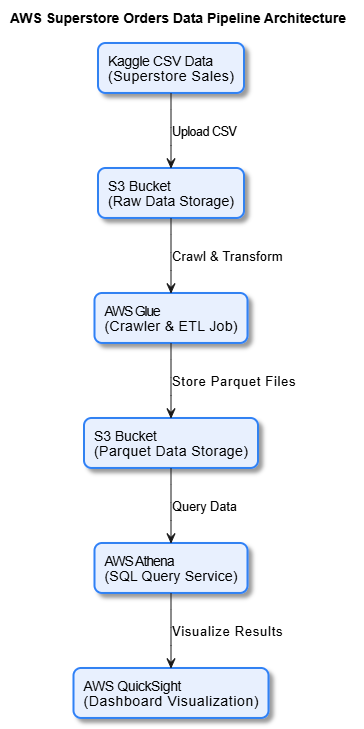 AWS Superstore Orders Data Pipeline Architecture
Kaggle CSV Data
(Superstore Sales)
Upload CSV
S3 Bucket
(Raw Data Storage)
Crawl & Transform
AWS Glue
(Crawler & ETL Job)
Store Parquet Files
S3 Bucket
(Parquet Data Storage)
Query Data
AWS Athena
(SQL Query Service)
Visualize Results
AWS QuickSight
(Dashboard Visualization)